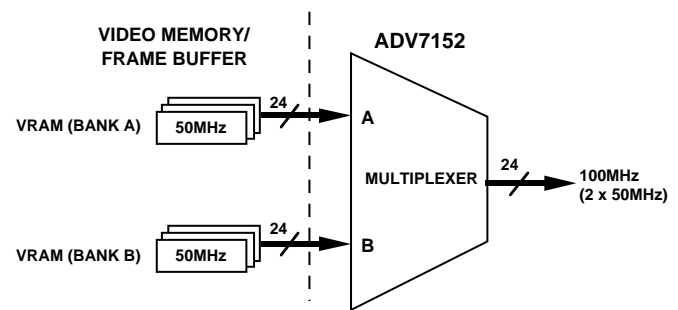 VIDEO MEMORY/
FRAME BUFFER
ADV7152
VRAM (BANK A)
50MHz
24
A
MULTIPLEXER
24
100MHz
(2 x 50MHz)
VRAM (BANK B)
50MHz
24
B